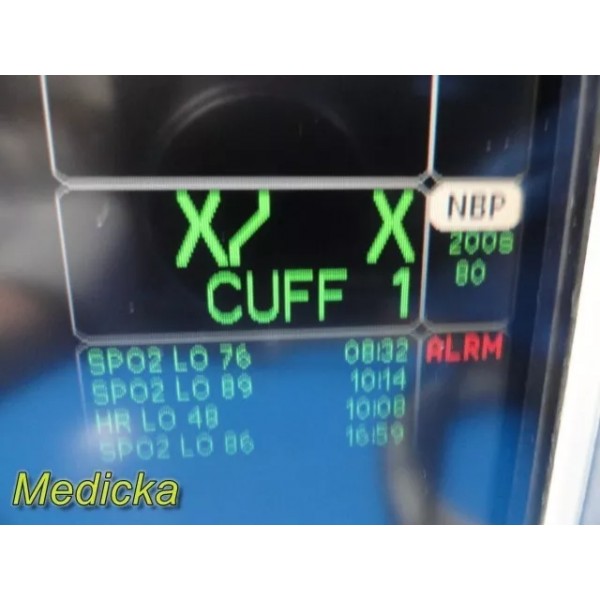 NBP
X/ X
2008
CUFF 1
80
SPO2 LO 76 08:32
ALRM
SPO2 LO 89 10:14
HR LO 48 10:08
SPO2 LO 86 16:59
Medicka